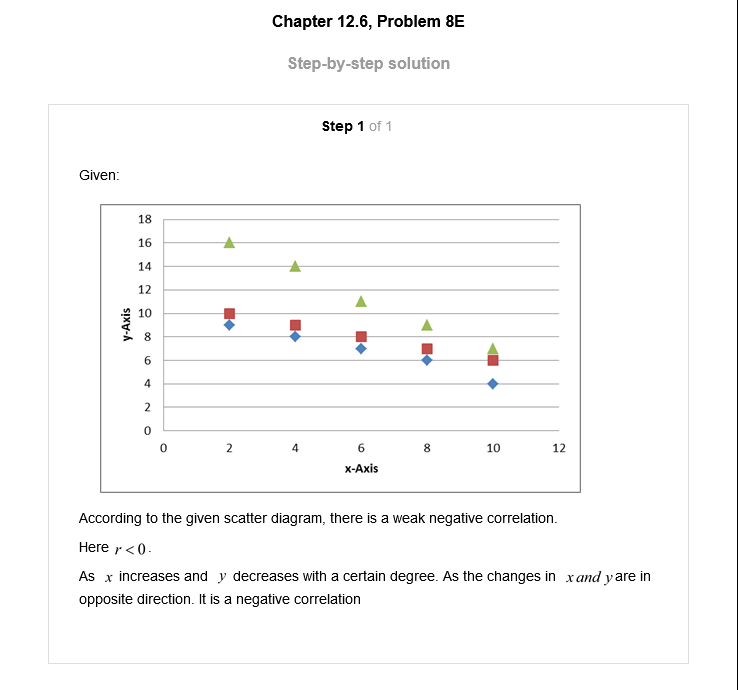 Chapter 12.6, Problem 8E
Step-by-step solution
Step 1 of 1
Given:
18
16
14
12
10
8
6
4
2
0
y-Axis
0 2 4 6 8 10 12
x-Axis
According to the given scatter diagram, there is a weak negative correlation.
Here r < 0.
As x increases and y decreases with a certain degree. As the changes in x and y are in
opposite direction. It is a negative correlation